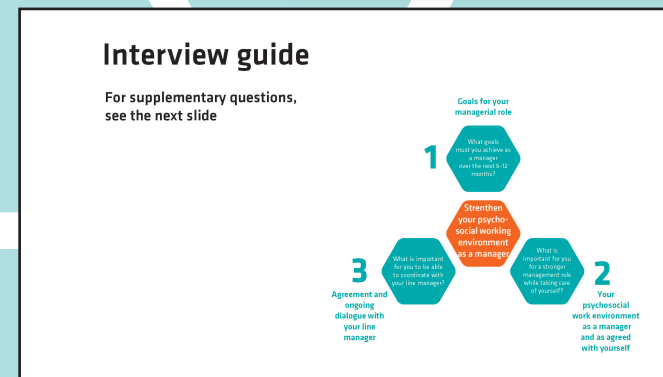 Interview guide
For supplementary questions,
see the next slide
Goals for your
managerial role
1
What goals
must you achieve as
a manager
over the next 6-12
months?
Strenthen
your psycho-
social working
environment
as a manager
What is
important for you
for a stronger
management role
while taking care
of yourself?
2
Your
psychosocial
work environment
as a manager
and as agreed
with yourself
What is important
for you to be able
to coordinate with
your line manager?
3
Agreement and
ongoing
dialogue with
your line
manager